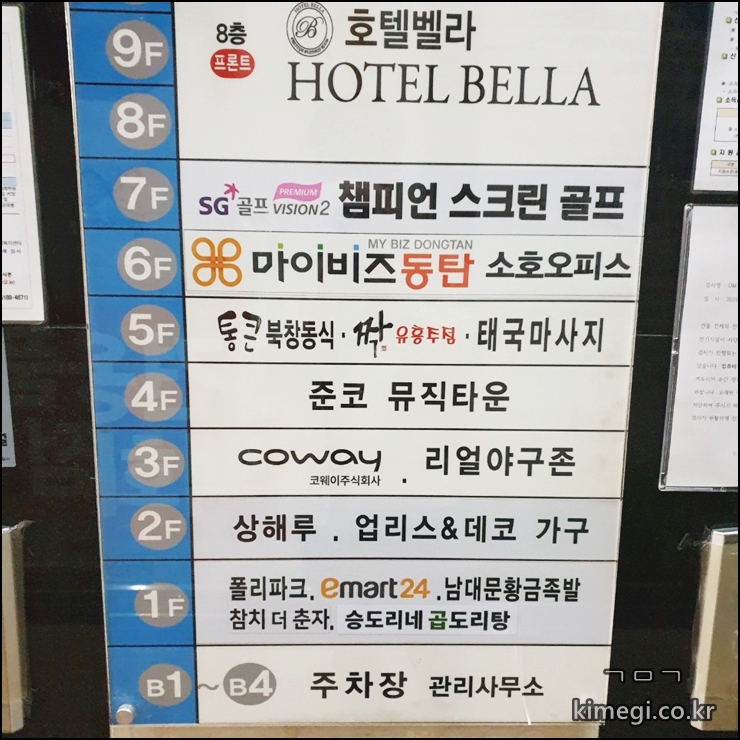 9F 8층 호텔벨라
프론트
HOTEL BELLA
8F
7F SG골프 PREMIUM VISION2 챔피언 스크린 골프
MY BIZ DONGTAN
6F 마이비즈동탄 소호오피스
5F 통큰 북창동식 · 짝 유흥주점 · 태국마사지
4F 준코 뮤직타운
3F coway . 리얼야구존
코웨이주식회사
2F 상해루 . 업리스&데코 가구
1F 폴리파크. emart24 .남대문황금족발
참치 더 춘자. 승도리네 곱도리탕
B1 ~ B4 주차장 관리사무소
ㄱㅁㄱ
kimegi.co.kr